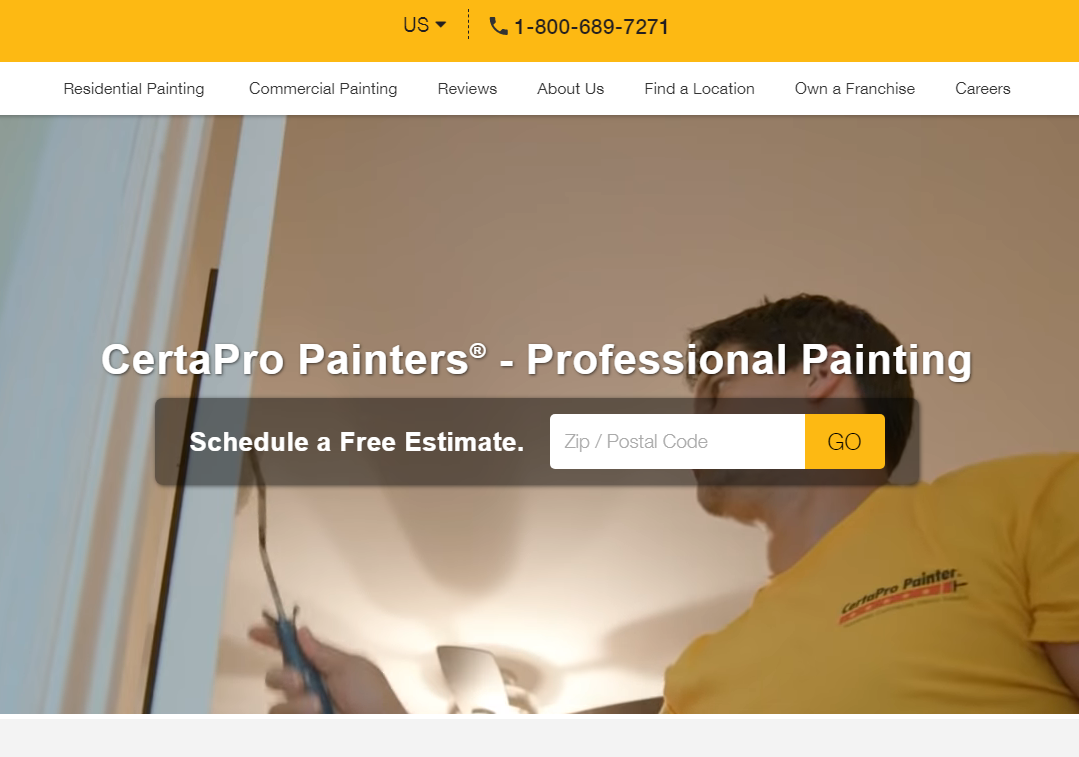 US 1-800-689-7271
Residential Painting Commercial Painting Reviews About Us Find a Location Own a Franchise Careers
CertaPro Painters® - Professional Painting
Schedule a Free Estimate. Zip / Postal Code GO
CertaPro Painter